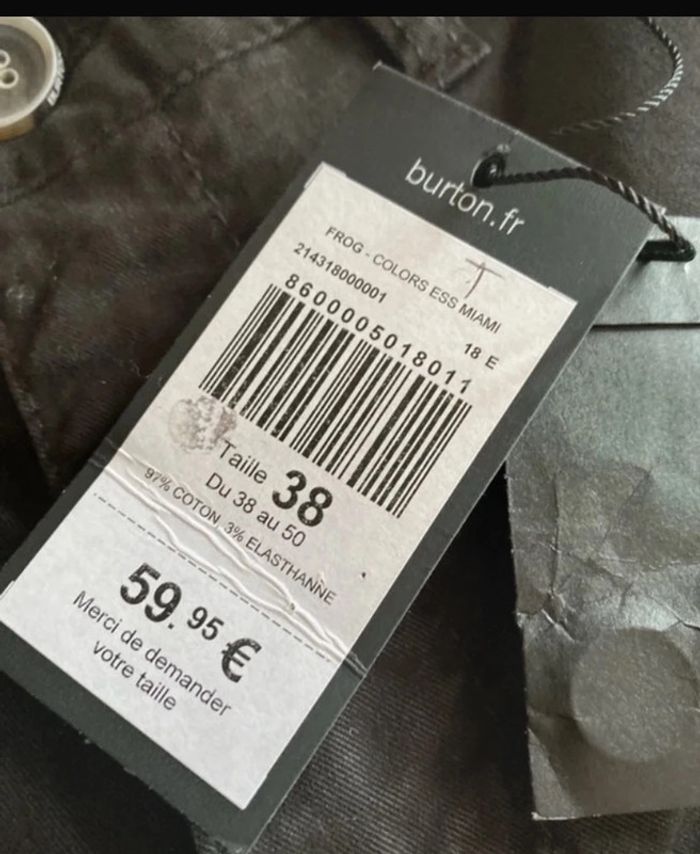 burton.fr
FROG - COLORS ESS MIAMI
214318000001
18 E
8600005018011
Taille 38
Du 38 au 50
97% COTON 3% ELASTHANNE
59.95 €
Merci de demander
votre taille